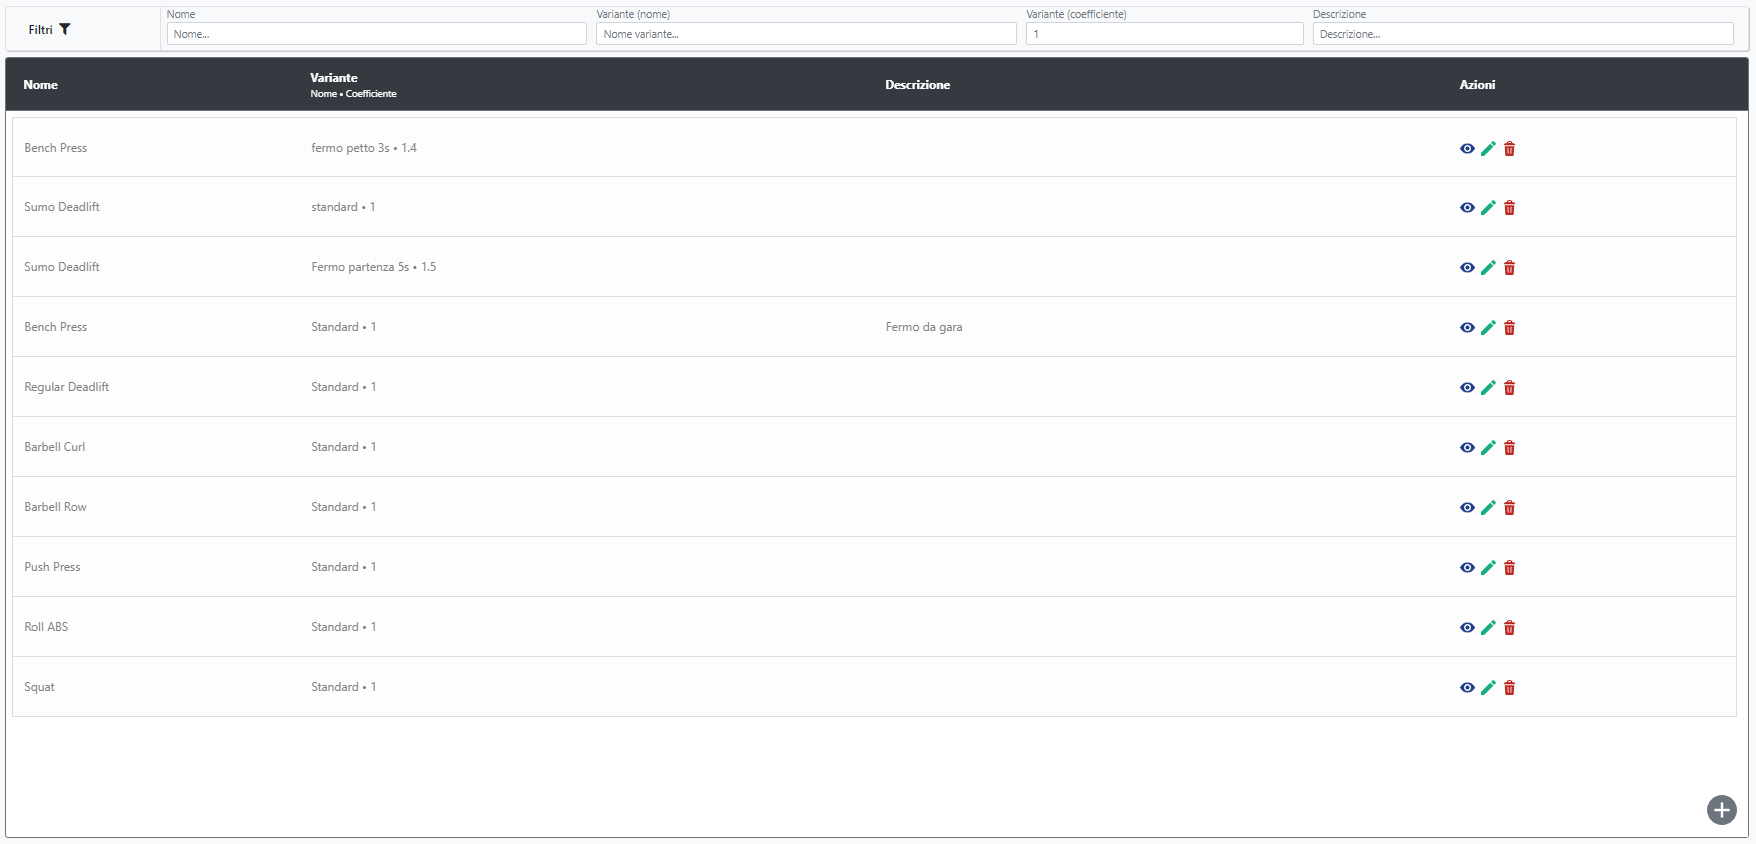 Filtri
Nome
Variante (nome)
Variante (coefficiente)
Descrizione
Nome...
Nome variante...
1
Descrizione...
Nome
Variante
Nome • Coefficiente
Descrizione
Azioni
Bench Press
fermo petto 3s • 1.4
Sumo Deadlift
standard • 1
Sumo Deadlift
Fermo partenza 5s • 1.5
Bench Press
Standard • 1
Fermo da gara
Regular Deadlift
Standard • 1
Barbell Curl
Standard • 1
Barbell Row
Standard • 1
Push Press
Standard • 1
Roll ABS
Standard • 1
Squat
Standard • 1